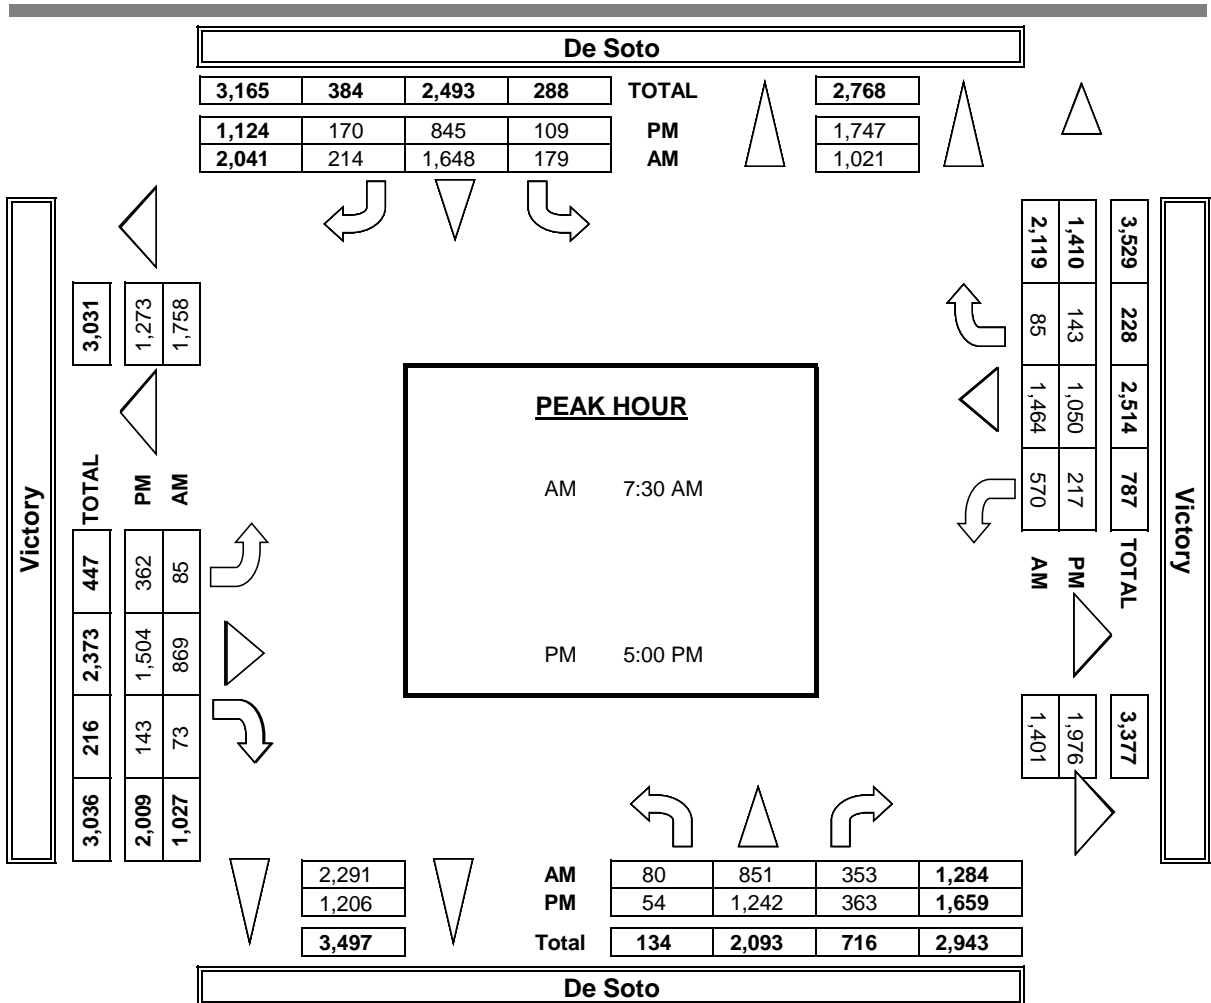 De Soto
3,165 384 2,493 288 TOTAL 2,768
1,124 170 845 109 PM 1,747
2,041 214 1,648 179 AM 1,021
Victory
3,031
1,273
1,758
TOTAL
PM
AM
447 2,373 216 3,036
362 1,504 143 2,009
85 869 73 1,027
PEAK HOUR
AM 7:30 AM
PM 5:00 PM
3,529 228 2,514 787 TOTAL
1,410 143 1,050 217 PM
2,119 85 1,464 570 AM
3,377
1,976
1,401
Victory
2,291 AM 80 851 353 1,284
1,206 PM 54 1,242 363 1,659
3,497 Total 134 2,093 716 2,943
De Soto